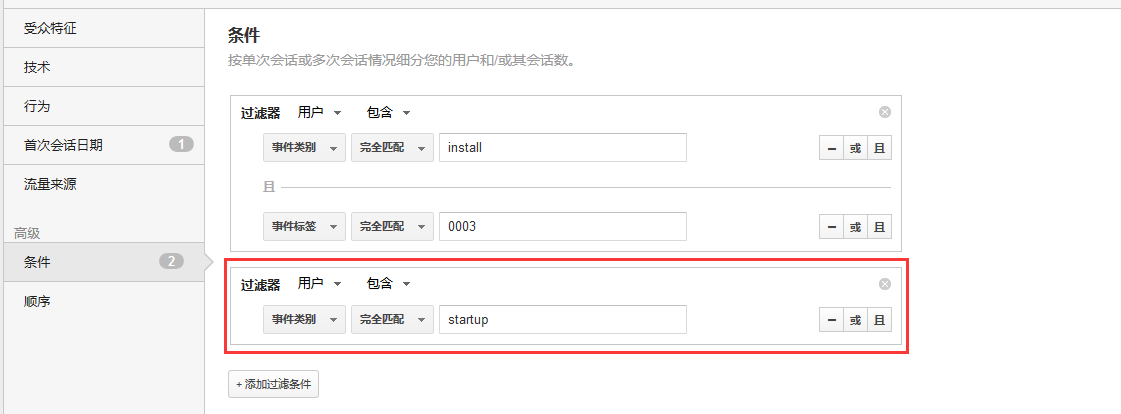 受众特征
技术
行为
首次会话日期 1
流量来源
高级
条件 2
顺序
条件
按单次会话或多次会话情况细分您的用户和/或其会话数。
过滤器 用户 包含
事件类别 完全匹配 install − 或 且
且
事件标签 完全匹配 0003 − 或 且
过滤器 用户 包含
事件类别 完全匹配 startup − 或 且
+ 添加过滤条件